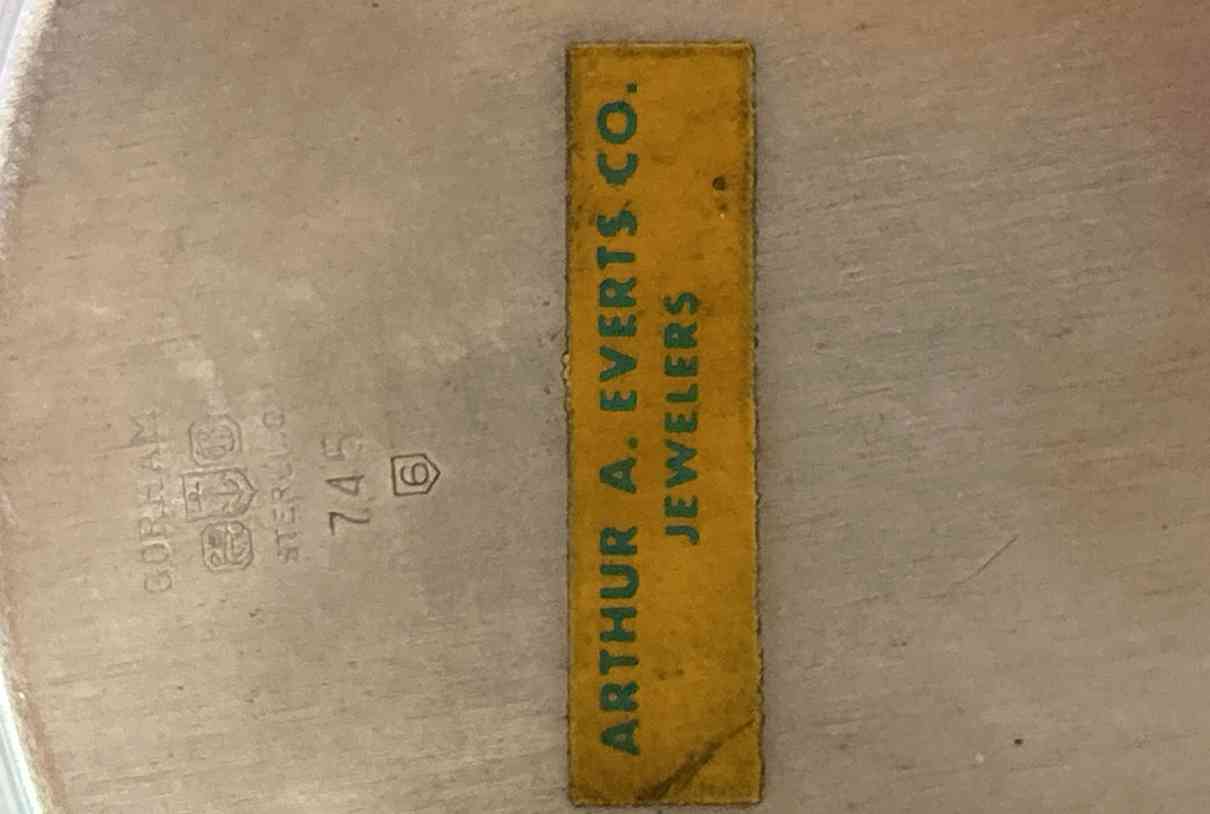 GORHAM
STERLING
745
6
ARTHUR A. EVERTS CO.
JEWELERS